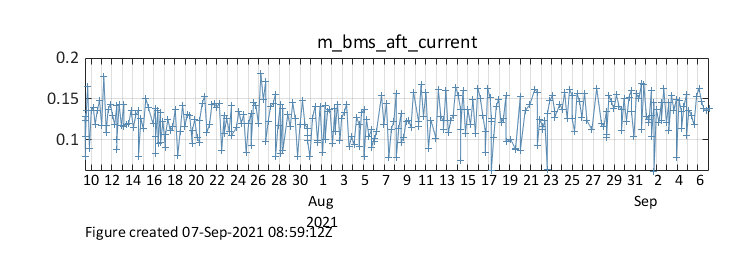 m_bms_aft_current
0.2
0.15
0.1
10 12 14 16 18 20 22 24 26 28 30 1 3 5 7 9 11 13 15 17 19 21 23 25 27 29 31 2 4 6
Aug Sep
2021
Figure created 07-Sep-2021 08:59:12Z